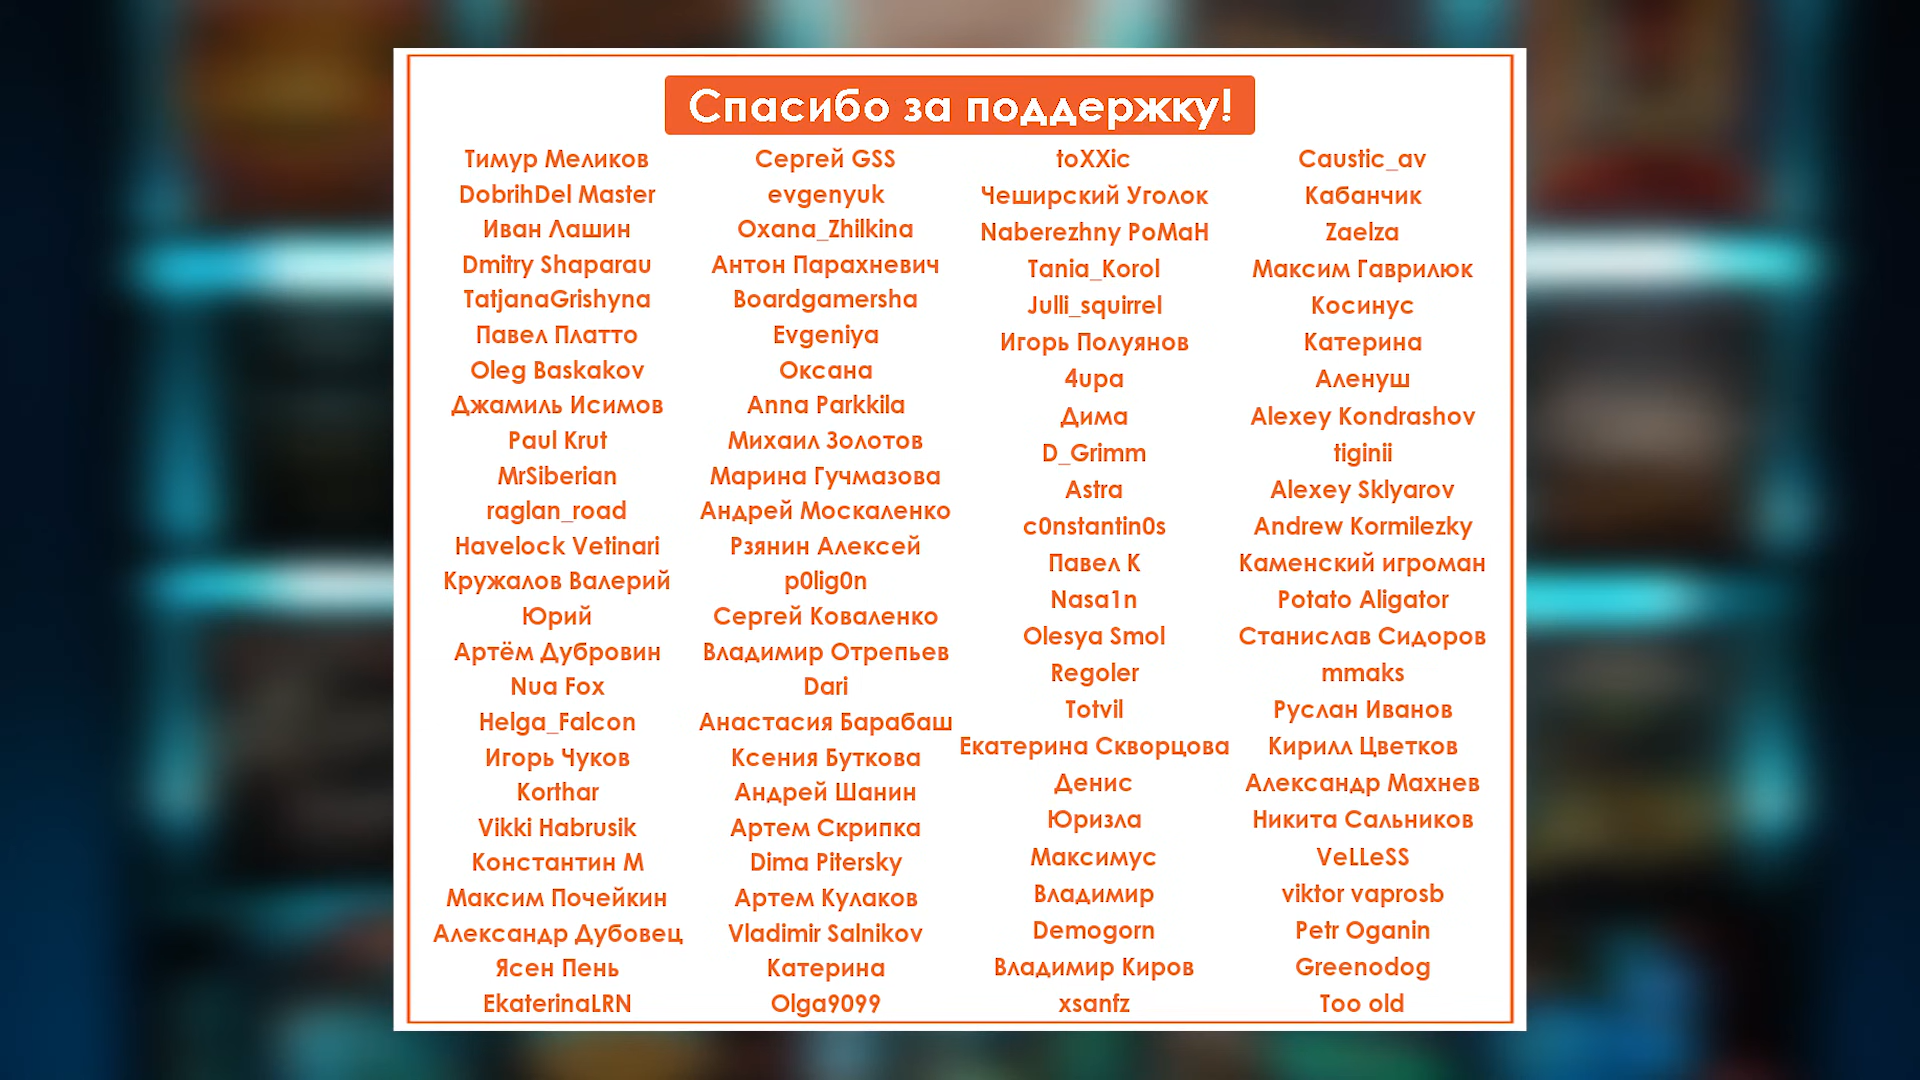 Спасибо за поддержку!
Тимур Меликов
DobrihDel Master
Иван Лашин
Dmitry Shaparau
TatjanaGrishyna
Павел Платто
Oleg Baskakov
Джамиль Исимов
Paul Krut
MrSiberian
raglan_road
Havelock Vetinari
Кружалов Валерий
Юрий
Артём Дубровин
Nua Fox
Helga_Falcon
Игорь Чуков
Korthar
Vikki Habrusik
Константин М
Максим Почейкин
Александр Дубовец
Ясен Пень
EkaterinaLRN
Сергей GSS
evgenyuk
Oxana_Zhilkina
Антон Парахневич
Boardgamersha
Evgeniya
Оксана
Anna Parkkila
Михаил Золотов
Марина Гучмазова
Андрей Москаленко
Рзянин Алексей
p0lig0n
Сергей Коваленко
Владимир Отрепьев
Dari
Анастасия Барабаш
Ксения Буткова
Андрей Шанин
Артем Скрипка
Dima Pitersky
Артем Кулаков
Vladimir Salnikov
Катерина
Olga9099
toXXic
Чеширский Уголок
Naberezhny PoMaH
Tania_Korol
Julli_squirrel
Игорь Полуянов
4upa
Дима
D_Grimm
Astra
c0nstantin0s
Павел К
Nasa1n
Olesya Smol
Regoler
Totvil
Екатерина Скворцова
Денис
Юризла
Максимус
Владимир
Demogorn
Владимир Киров
xsanfz
Caustic_av
Кабанчик
Zaelza
Максим Гаврилюк
Косинус
Катерина
Аленуш
Alexey Kondrashov
tiginii
Alexey Sklyarov
Andrew Kormilezky
Каменский игроман
Potato Aligator
Станислав Сидоров
mmaks
Руслан Иванов
Кирилл Цветков
Александр Махнев
Никита Сальников
VeLLeSS
viktor vaprosb
Petr Oganin
Greenodog
Too old